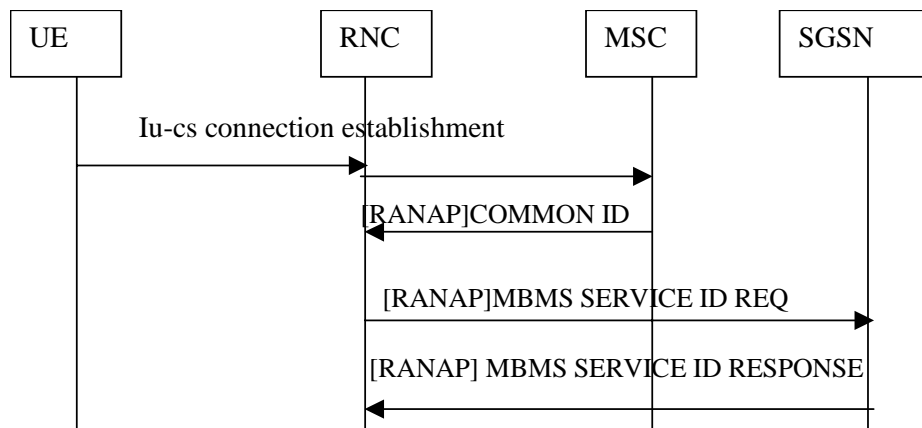 UE RNC MSC SGSN
Iu-cs connection establishment
[RANAP]COMMON ID
[RANAP]MBMS SERVICE ID REQ
[RANAP] MBMS SERVICE ID RESPONSE